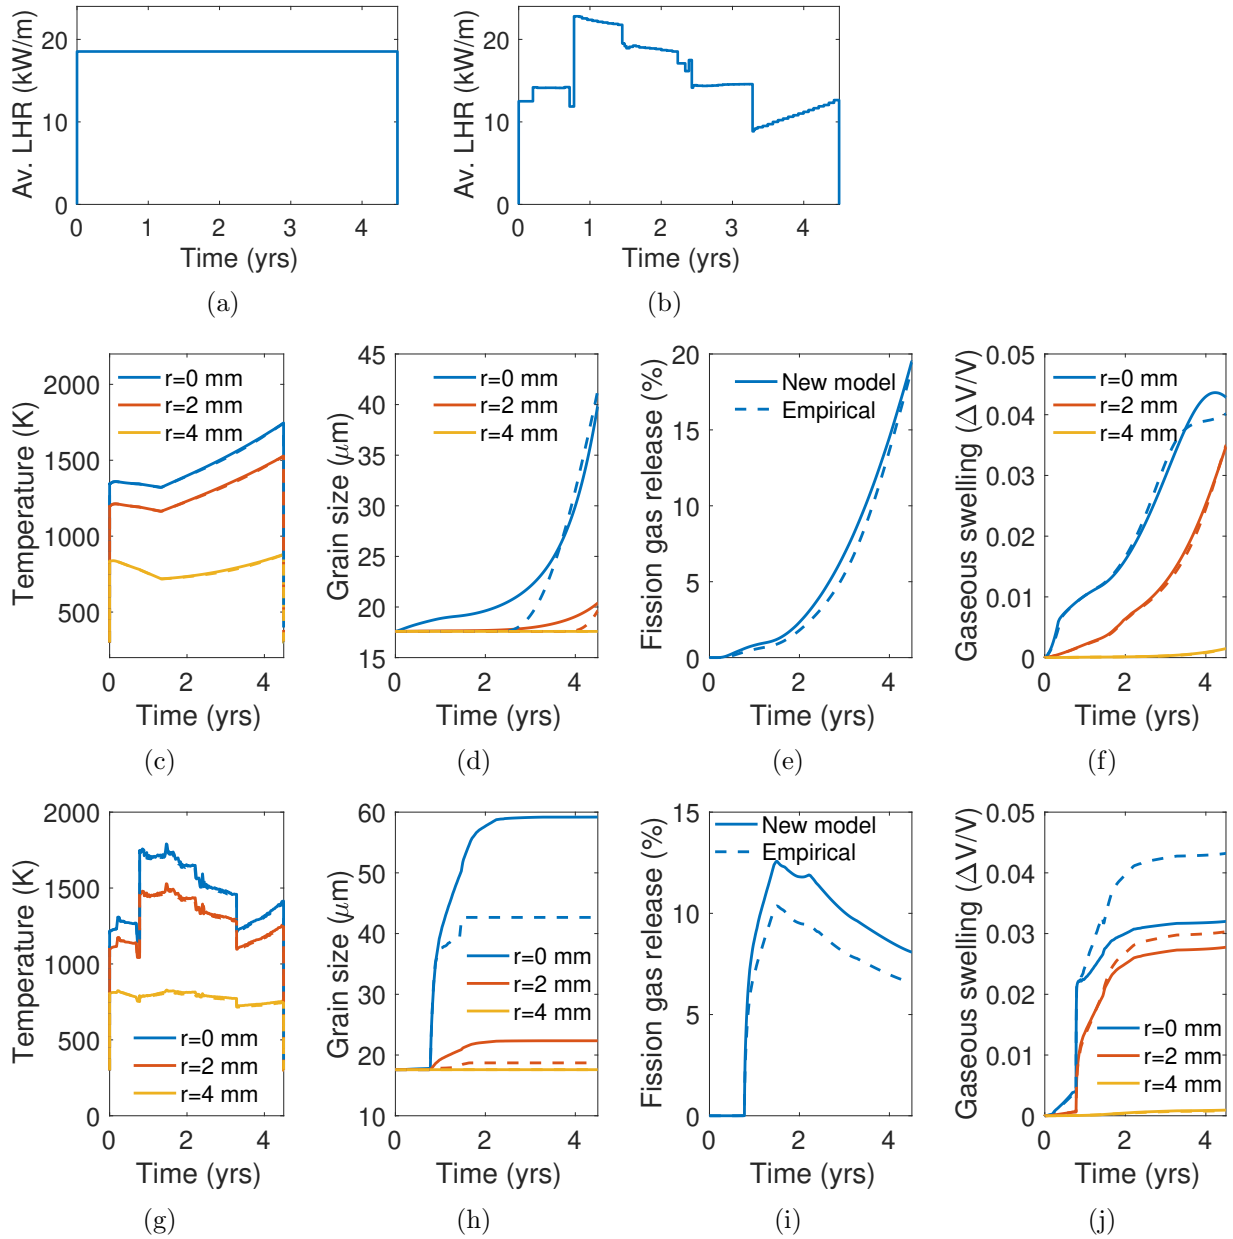 Av. LHR (kW/m)
20
10
0
0 1 2 3 4
Time (yrs)
(a)
Av. LHR (kW/m)
20
10
0
0 1 2 3 4
Time (yrs)
(b)
Temperature (K)
2000
1500
1000
500
r=0 mm
r=2 mm
r=4 mm
0 2 4
Time (yrs)
(c)
Grain size (μm)
45
40
35
30
25
20
15
r=0 mm
r=2 mm
r=4 mm
0 2 4
Time (yrs)
(d)
Fission gas release (%)
20
15
10
5
0
New model
Empirical
0 2 4
Time (yrs)
(e)
Gaseous swelling (ΔV/V)
0.05
0.04
0.03
0.02
0.01
0
r=0 mm
r=2 mm
r=4 mm
0 2 4
Time (yrs)
(f)
Temperature (K)
2000
1500
1000
500
0
r=0 mm
r=2 mm
r=4 mm
0 2 4
Time (yrs)
(g)
Grain size (μm)
60
50
40
30
20
10
r=0 mm
r=2 mm
r=4 mm
0 2 4
Time (yrs)
(h)
Fission gas release (%)
15
10
5
0
New model
Empirical
0 2 4
Time (yrs)
(i)
Gaseous swelling (ΔV/V)
0.05
0.04
0.03
0.02
0.01
0
r=0 mm
r=2 mm
r=4 mm
0 2 4
Time (yrs)
(j)